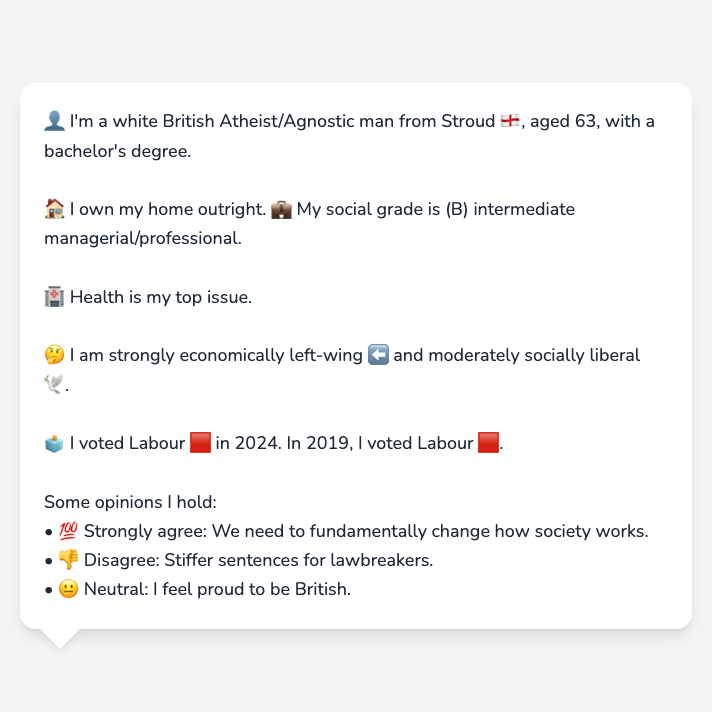 👤 I'm a white British Atheist/Agnostic man from Stroud 🏴󠁧󠁢󠁥󠁮󠁧󠁿, aged 63, with a
bachelor's degree.
🏠 I own my home outright. 💼 My social grade is (B) intermediate
managerial/professional.
🏥 Health is my top issue.
🤔 I am strongly economically left-wing ⬅️ and moderately socially liberal
🕊️.
🗳️ I voted Labour 🟥 in 2024. In 2019, I voted Labour 🟥.
Some opinions I hold:
• 💯 Strongly agree: We need to fundamentally change how society works.
• 👎 Disagree: Stiffer sentences for lawbreakers.
• 😐 Neutral: I feel proud to be British.